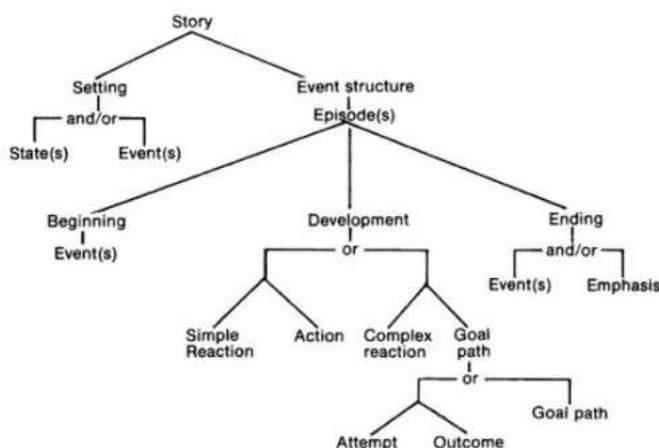 Story
Setting Event structure
and/or Episode(s)
State(s) Event(s)
Beginning Development Ending
Event(s) or and/or
Event(s) Emphasis
Simple Reaction Action Complex reaction Goal path
or
Goal path
Attempt Outcome